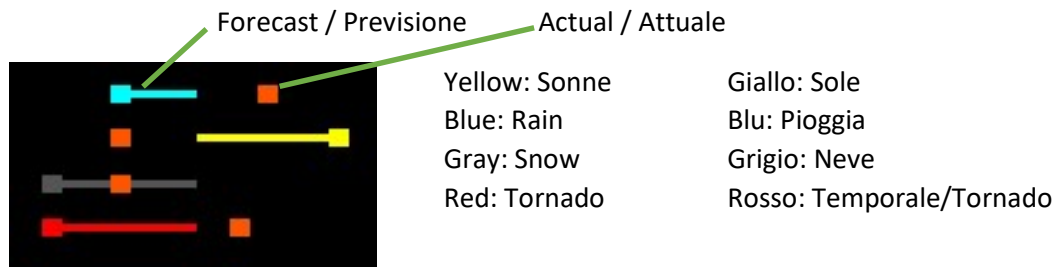 Forecast / Previsione Actual / Attuale
Yellow: Sonne Giallo: Sole
Blue: Rain Blu: Pioggia
Gray: Snow Grigio: Neve
Red: Tornado Rosso: Temporale/Tornado